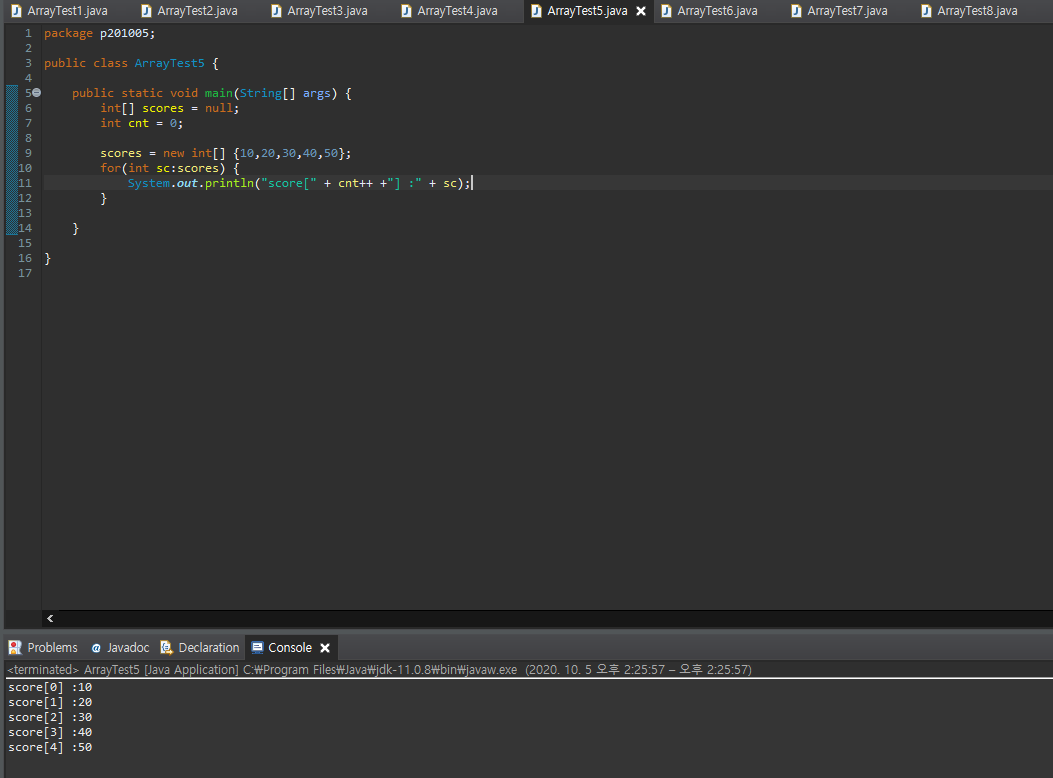 ArrayTest1.java ArrayTest2.java ArrayTest3.java ArrayTest4.java ArrayTest5.java ArrayTest6.java ArrayTest7.java ArrayTest8.java
1 package p201005;
2
3 public class ArrayTest5 {
4
5 public static void main(String[] args) {
6 int[] scores = null;
7 int cnt = 0;
8
9 scores = new int[] {10,20,30,40,50};
10 for(int sc:scores) {
11 System.out.println("score[" + cnt++ +"] :" + sc);
12 }
13
14 }
15
16 }
17
Problems @ Javadoc Declaration Console
<terminated> ArrayTest5 [Java Application] C:₩Program Files₩Java₩jdk-11.0.8₩bin₩javaw.exe (2020. 10. 5 오후 2:25:57 – 오후 2:25:57)
score[0] :10
score[1] :20
score[2] :30
score[3] :40
score[4] :50